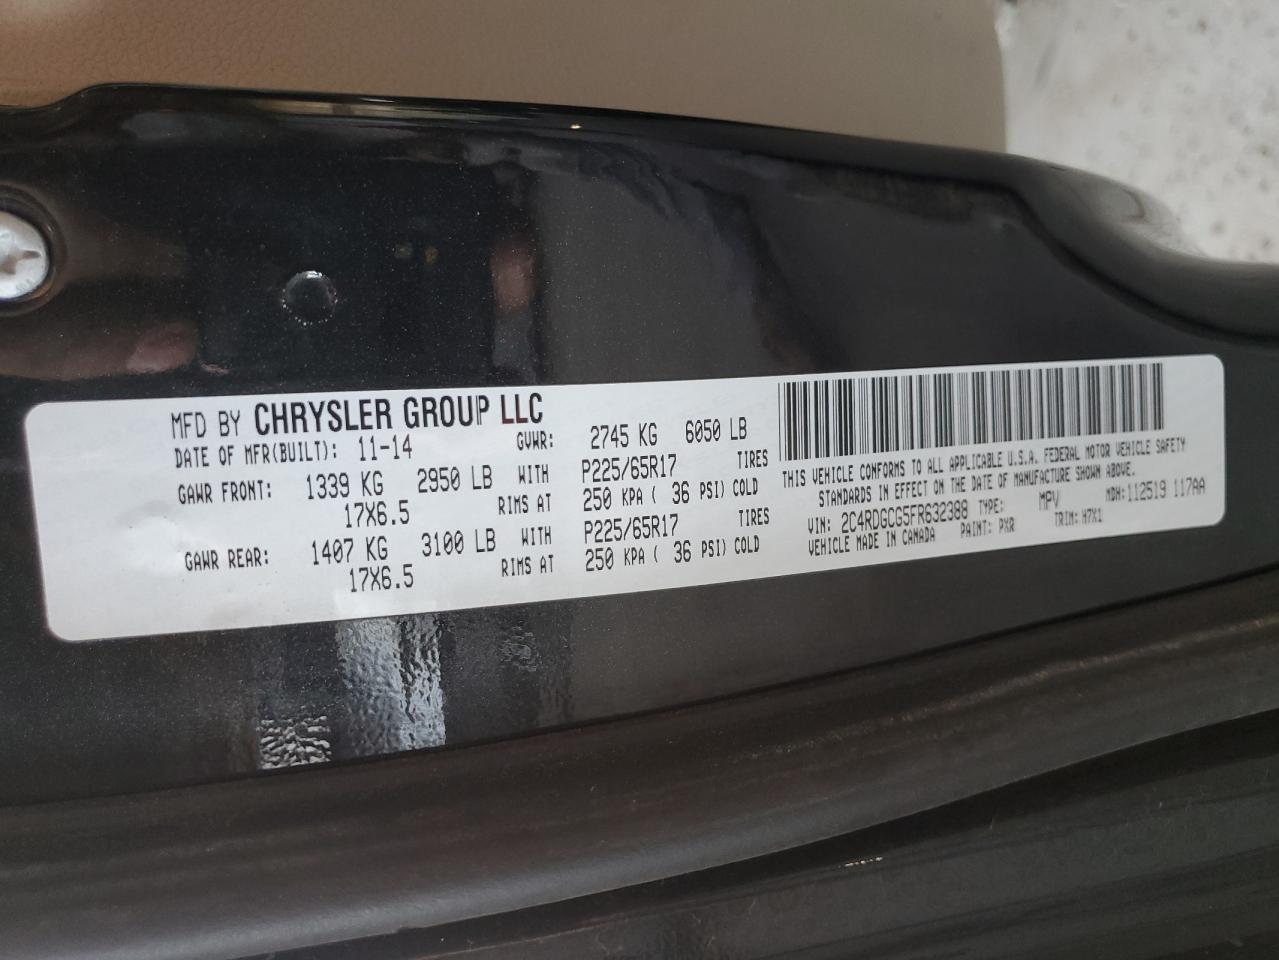 MFD BY CHRYSLER GROUP LLC
DATE OF MFR(BUILT): 11-14 GVWR: 2745 KG 6050 LB
GAWR FRONT: 1339 KG 2950 LB WITH P225/65R17 TIRES
17X6.5 RIMS AT 250 KPA ( 36 PSI) COLD
GAWR REAR: 1407 KG 3100 LB WITH P225/65R17 TIRES
17X6.5 RIMS AT 250 KPA ( 36 PSI) COLD
THIS VEHICLE CONFORMS TO ALL APPLICABLE U.S.A. FEDERAL MOTOR VEHICLE SAFETY
STANDARDS IN EFFECT ON THE DATE OF MANUFACTURE SHOWN ABOVE.
VIN: 2C4RDGCG5FR632388 TYPE: MPV MDH:112519 117AA
VEHICLE MADE IN CANADA PAINT: PXR TRIM: H7X1